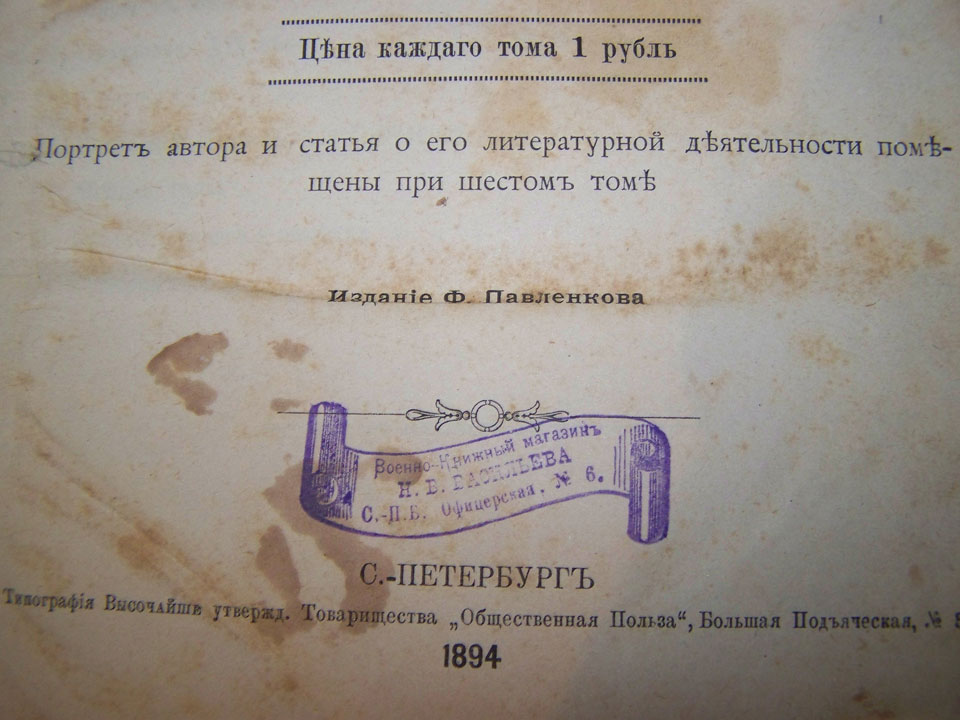 Цѣна каждаго тома 1 рубль
Портретъ автора и статья о его литературной дѣятельности помѣ-
щены при шестомъ томѣ
Изданіе Ф. Павленкова
Военно-Книжный магазинъ
Н. В. ВАСИЛЬЕВА
С.-П.Б. Офицерская, № 6.
С.-ПЕТЕРБУРГЪ
Типографія Высочайше утвержд. Товарищества „Общественная Польза“, Большая Подъяческая, №
1894